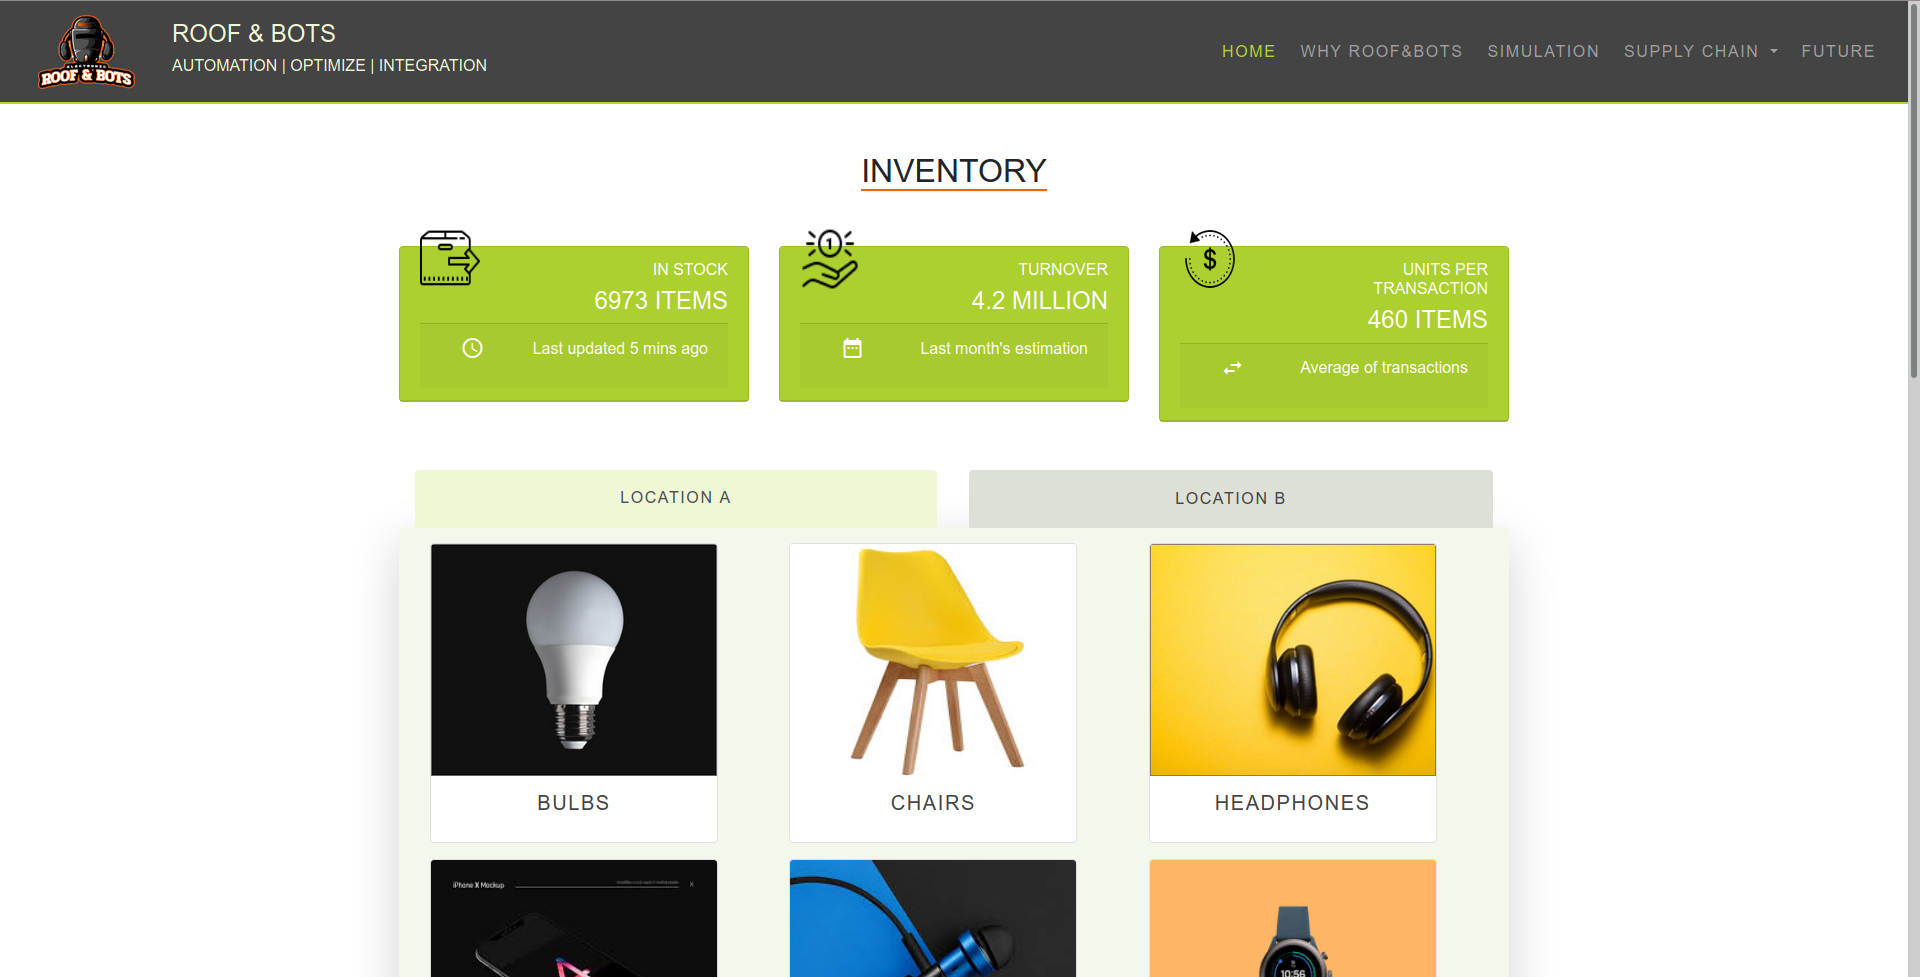 ROOF & BOTS
ROOF & BOTS
AUTOMATION | OPTIMIZE | INTEGRATION
HOME
WHY ROOF&BOTS
SIMULATION
SUPPLY CHAIN
FUTURE
INVENTORY
IN STOCK
6973 ITEMS
Last updated 5 mins ago
1
TURNOVER
4.2 MILLION
Last month's estimation
$
UNITS PER
TRANSACTION
460 ITEMS
Average of transactions
LOCATION A
LOCATION B
BULBS
CHAIRS
HEADPHONES
iPhone X Mockup
X
10:56